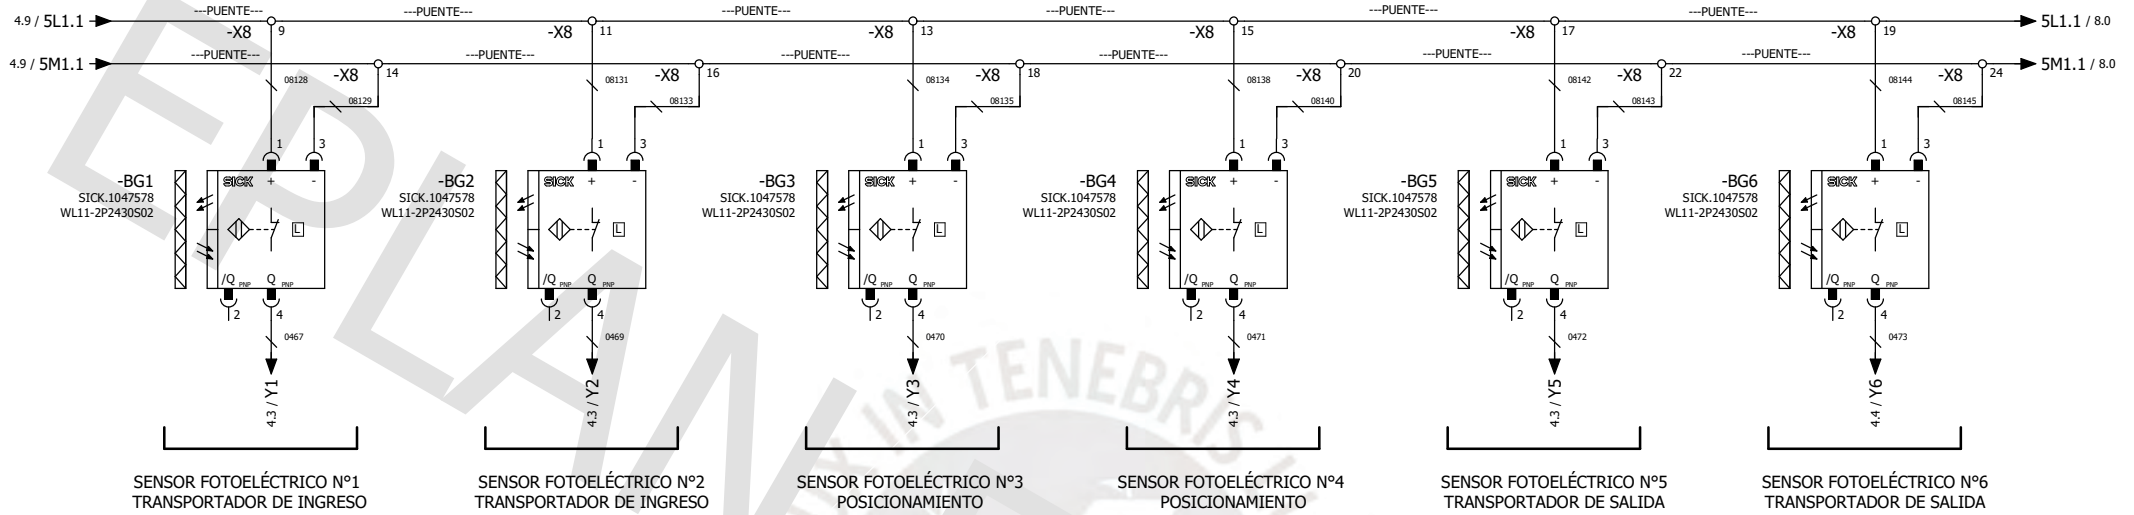 ---PUENTE--- ---PUENTE--- ---PUENTE--- ---PUENTE--- ---PUENTE--- ---PUENTE---
4.9 / 5L1.1 5L1.1 / 8.0
-X8 9 -X8 11 -X8 13 -X8 15 -X8 17 -X8 19
---PUENTE--- ---PUENTE--- ---PUENTE--- ---PUENTE--- ---PUENTE--- ---PUENTE---
4.9 / 5M1.1 5M1.1 / 8.0
-X8 14 -X8 16 -X8 18 -X8 20 -X8 22 -X8 24
08128 08131 08134 08138 08142 08144
08129 08133 08135 08140 08143 08145
1 3 1 3 1 3 1 3 1 3 1 3
-BG1 SICK + - -BG2 SICK + - -BG3 SICK + - -BG4 SICK + - -BG5 SICK + - -BG6 SICK + -
SICK.1047578 SICK.1047578 SICK.1047578 SICK.1047578 SICK.1047578 SICK.1047578
WL11-2P2430S02 WL11-2P2430S02 WL11-2P2430S02 WL11-2P2430S02 WL11-2P2430S02 WL11-2P2430S02
L L L L L L
/Q PNP Q PNP /Q PNP Q PNP /Q PNP Q PNP /Q PNP Q PNP /Q PNP Q PNP /Q PNP Q PNP
2 4 2 4 2 4 2 4 2 4 2 4
0467 0469 0470 0471 0472 0473
4.3 / Y1 4.3 / Y2 4.3 / Y3 4.3 / Y4 4.3 / Y5 4.4 / Y6
SENSOR FOTOELÉCTRICO N°1 SENSOR FOTOELÉCTRICO N°2 SENSOR FOTOELÉCTRICO N°3 SENSOR FOTOELÉCTRICO N°4 SENSOR FOTOELÉCTRICO N°5 SENSOR FOTOELÉCTRICO N°6
TRANSPORTADOR DE INGRESO TRANSPORTADOR DE INGRESO POSICIONAMIENTO POSICIONAMIENTO TRANSPORTADOR DE SALIDA TRANSPORTADOR DE SALIDA
EPLAN
IN TENEBRIS